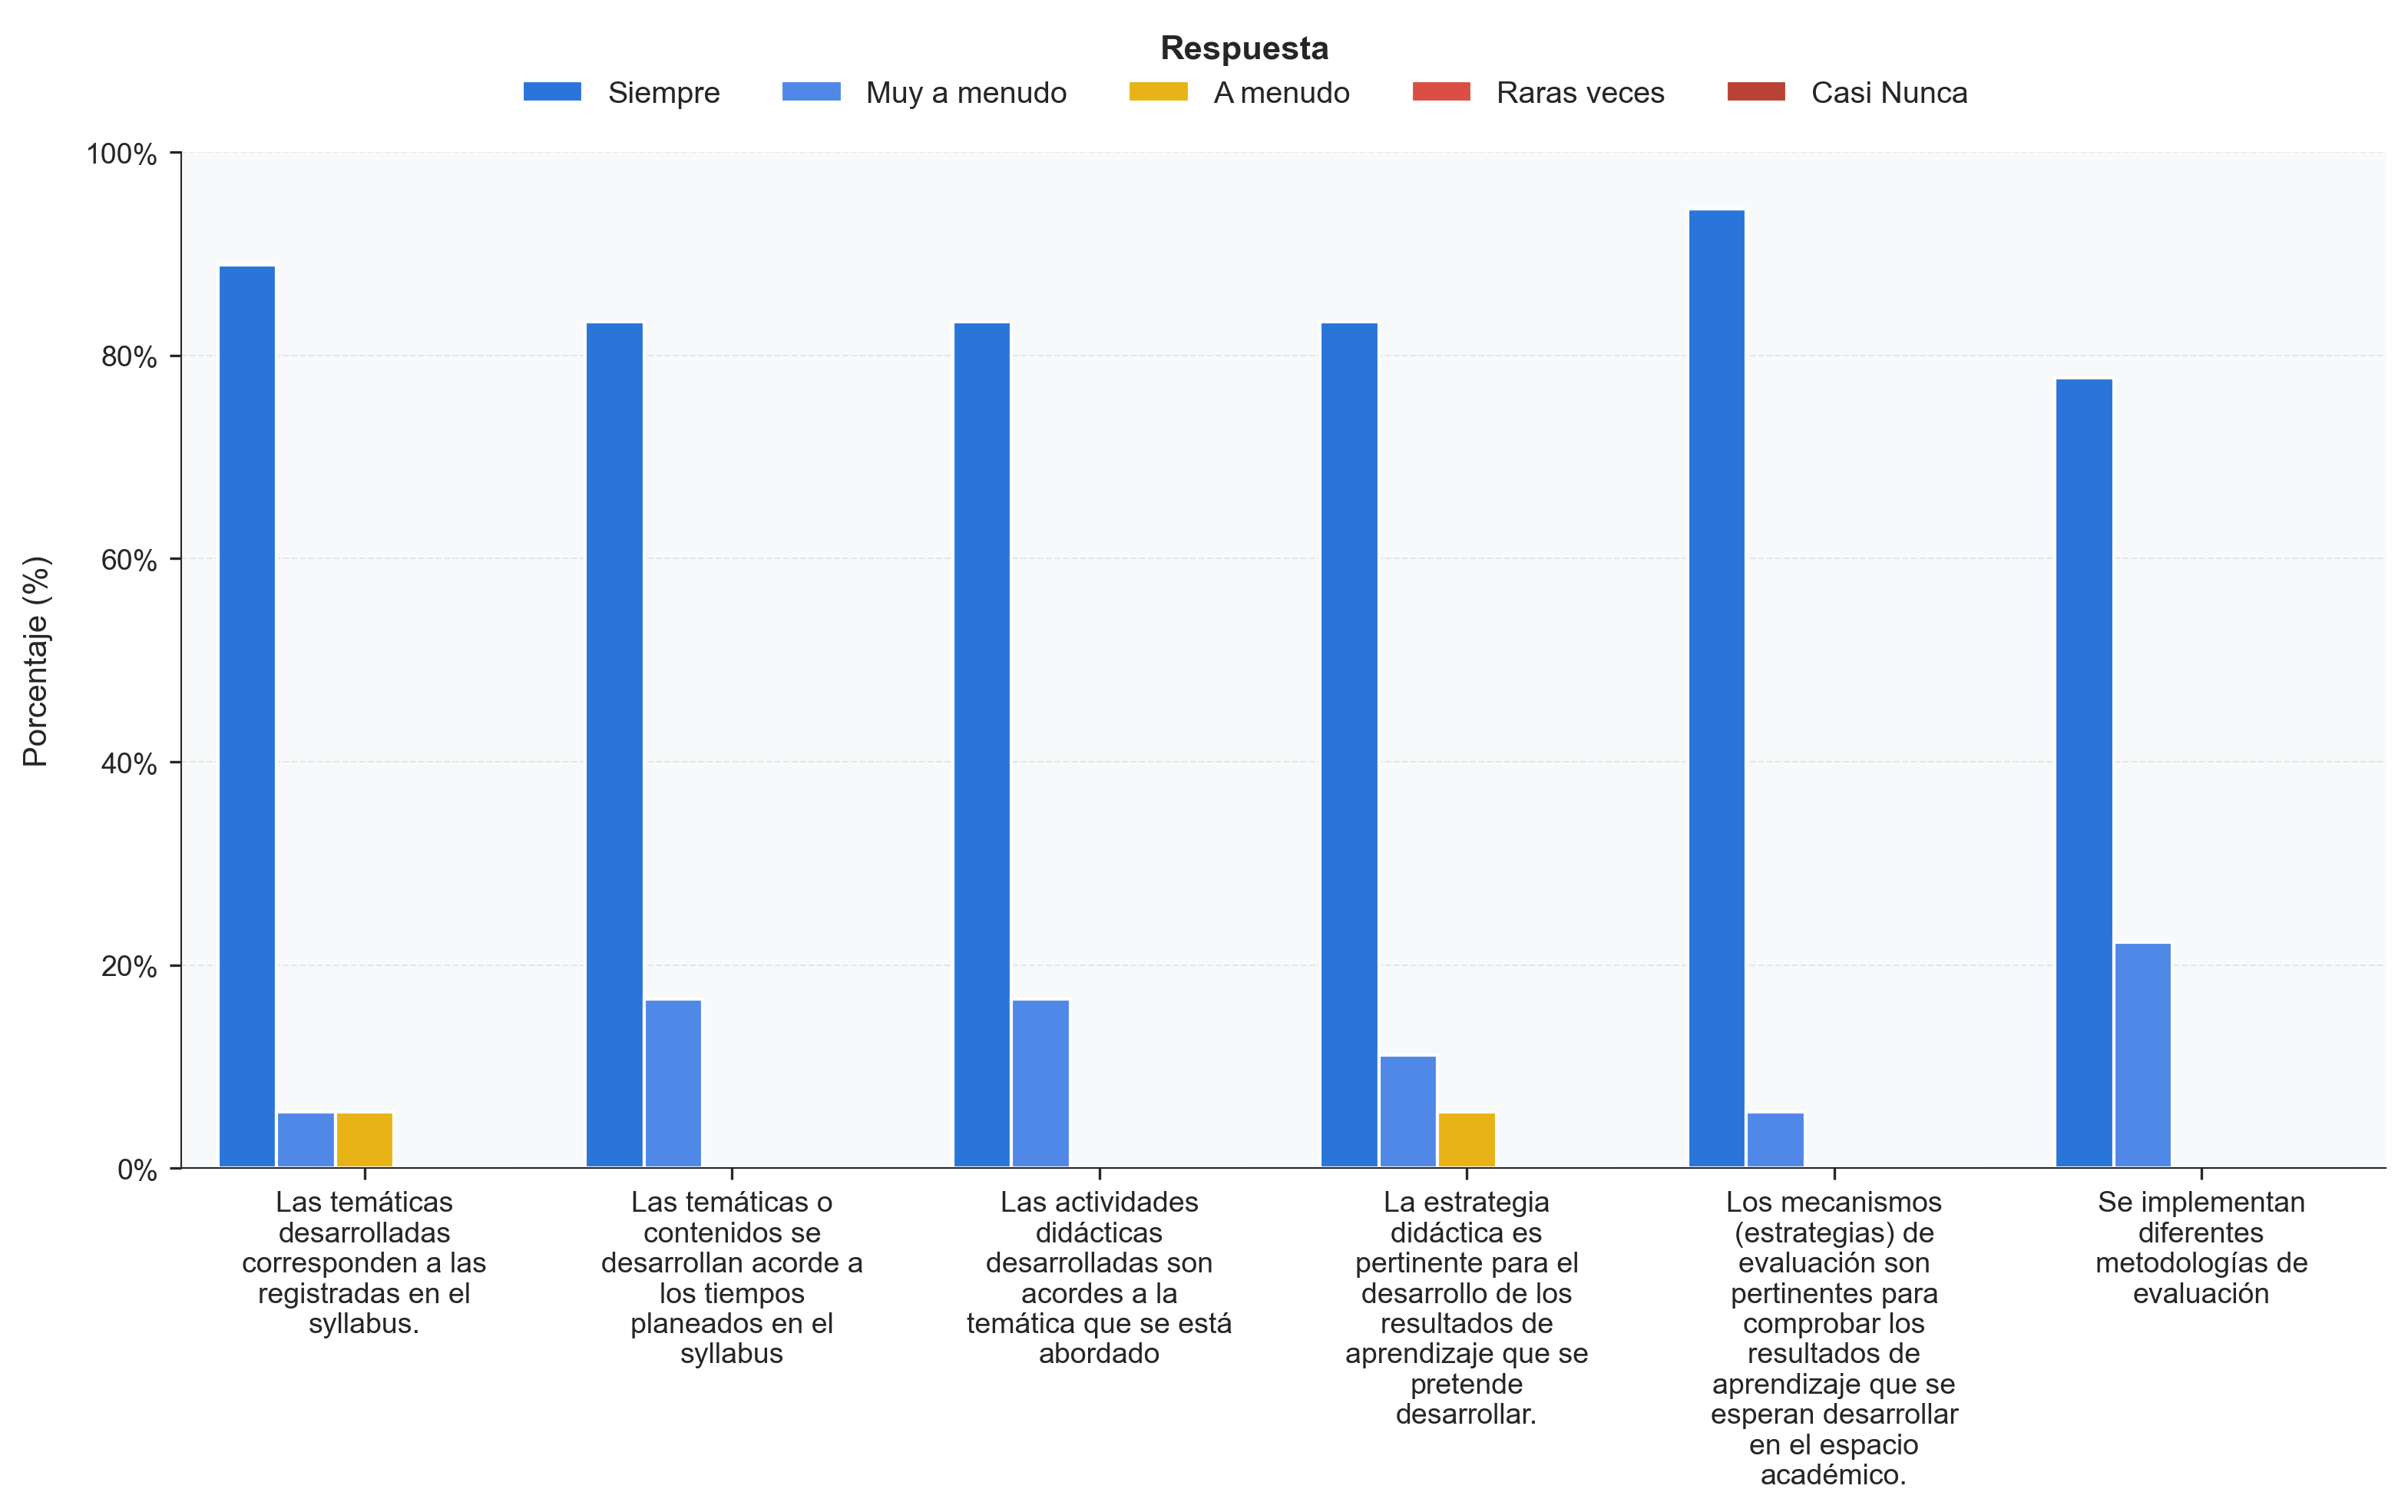 Respuesta
Siempre
Muy a menudo
A menudo
Raras veces
Casi Nunca
Porcentaje (%)
100%
80%
60%
40%
20%
0%
Las temáticas
desarrolladas
corresponden a las
registradas en el
syllabus.
Las temáticas o
contenidos se
desarrollan acorde a
los tiempos
planeados en el
syllabus
Las actividades
didácticas
desarrolladas son
acordes a la
temática que se está
abordado
La estrategia
didáctica es
pertinente para el
desarrollo de los
resultados de
aprendizaje que se
pretende
desarrollar.
Los mecanismos
(estrategias) de
evaluación son
pertinentes para
comprobar los
resultados de
aprendizaje que se
esperan desarrollar
en el espacio
académico.
Se implementan
diferentes
metodologías de
evaluación